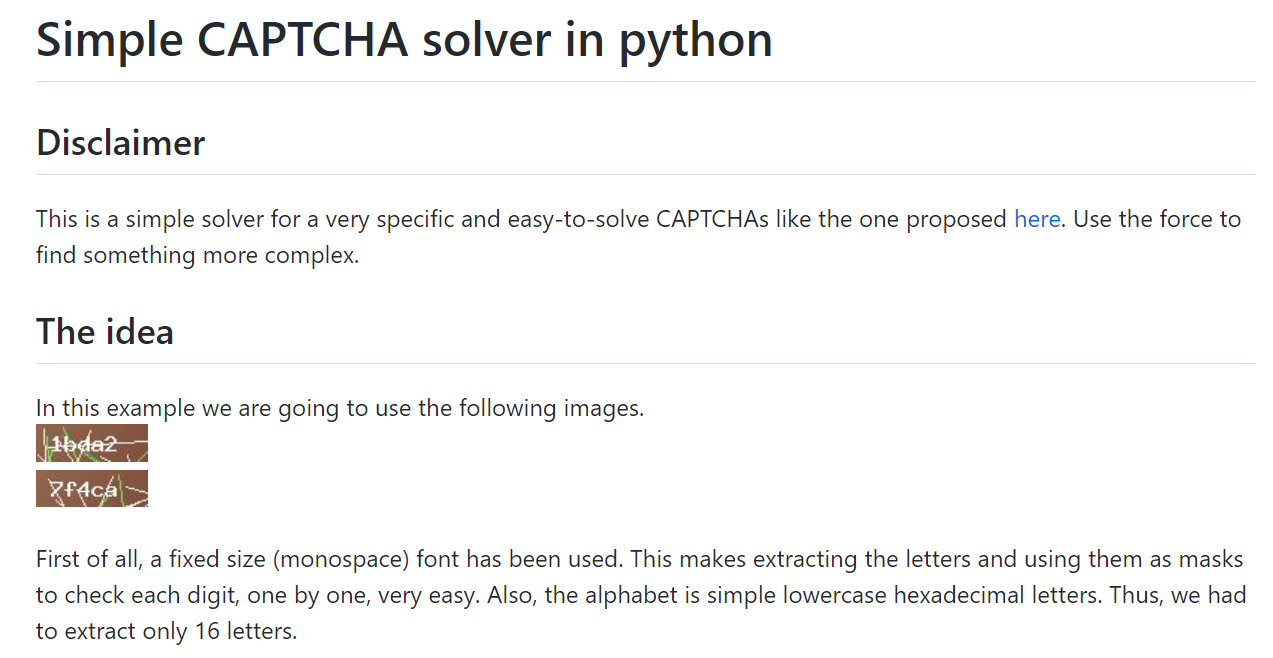 Simple CAPTCHA solver in python
Disclaimer
This is a simple solver for a very specific and easy-to-solve CAPTCHAs like the one proposed here. Use the force to
find something more complex.
The idea
In this example we are going to use the following images.
1bda2
7f4ca
First of all, a fixed size (monospace) font has been used. This makes extracting the letters and using them as masks
to check each digit, one by one, very easy. Also, the alphabet is simple lowercase hexadecimal letters. Thus, we had
to extract only 16 letters.